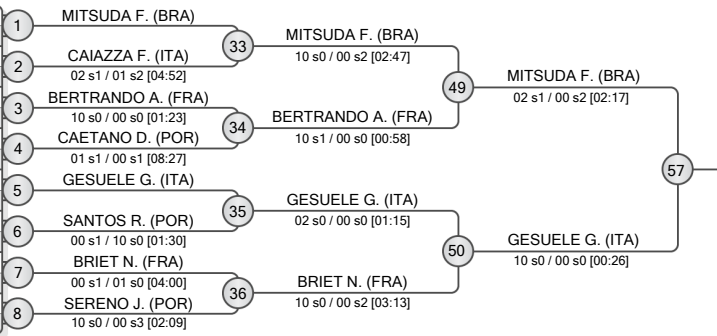 1
MITSUDA F. (BRA)
2
CAIAZZA F. (ITA)
02 s1 / 01 s2 [04:52]
3
BERTRANDO A. (FRA)
10 s0 / 00 s0 [01:23]
4
CAETANO D. (POR)
01 s1 / 00 s1 [08:27]
5
GESUELE G. (ITA)
6
SANTOS R. (POR)
00 s1 / 10 s0 [01:30]
7
BRIET N. (FRA)
00 s1 / 01 s0 [04:00]
8
SERENO J. (POR)
10 s0 / 00 s3 [02:09]
33
MITSUDA F. (BRA)
10 s0 / 00 s2 [02:47]
34
BERTRANDO A. (FRA)
10 s1 / 00 s0 [00:58]
35
GESUELE G. (ITA)
02 s0 / 00 s0 [01:15]
36
BRIET N. (FRA)
10 s0 / 00 s2 [03:13]
49
MITSUDA F. (BRA)
02 s1 / 00 s2 [02:17]
50
GESUELE G. (ITA)
10 s0 / 00 s0 [00:26]
57